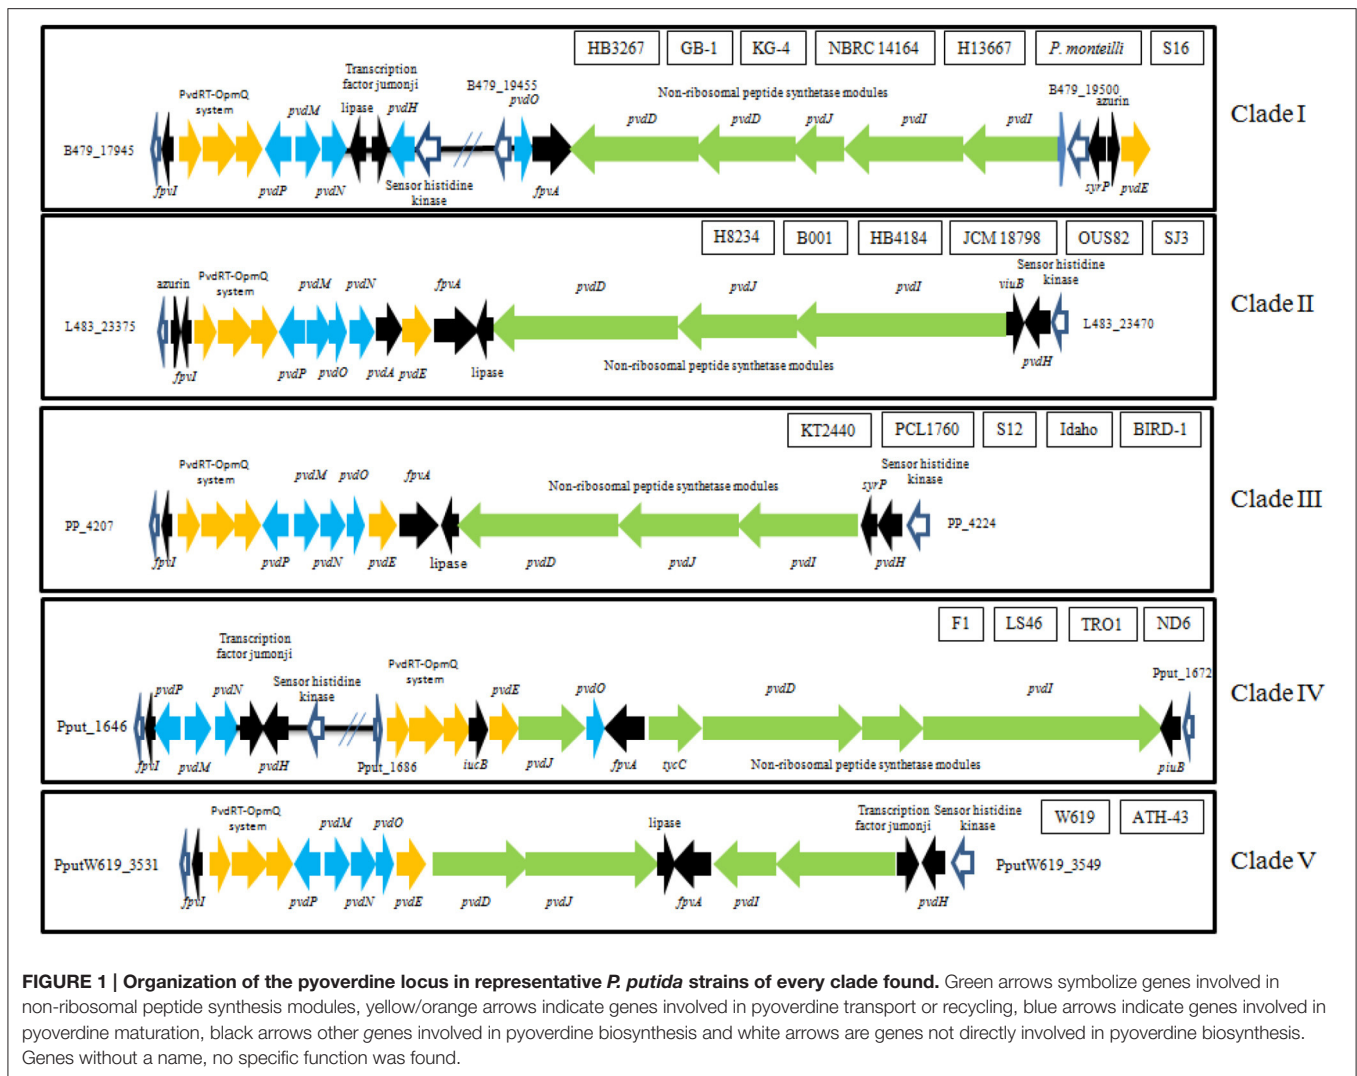 HB3267 GB-1 KG-4 NBRC 14164 H13667 P. monteilli S16
Transcription
factor jumonji
PvdRT-OpmQ
system
pvdM
lipase
pvdH
B479_19455
pvdO
Non-ribosomal peptide synthetase modules
pvdD pvdD pvdJ pvdI pvdI
B479_19500
azurin
Clade I
B479_17945
fpvI
pvdP
pvdN
Sensor histidine
kinase
fpvA
syrP
pvdE
H8234 B001 HB4184 JCM 18798 OUS82 SJ3
azurin
PvdRT-OpmQ
system
pvdM pvdN fpvA pvdD pvdJ pvdI viuB
Sensor histidine
kinase
Clade II
L483_23375
L483_23470
fpvI pvdP pvdO pvdA pvdE lipase
Non-ribosomal peptide synthetase modules
pvdH
KT2440 PCL1760 S12 Idaho BIRD-1
PvdRT-OpmQ
system
pvdM pvdO fpvA
Non-ribosomal peptide synthetase modules
syrP
Sensor histidine
kinase
Clade III
PP_4207
PP_4224
fpvI pvdP pvdN pvdE lipase pvdD pvdJ pvdI pvdH
F1 LS46 TRO1 ND6
Transcription
factor jumonji
pvdP pvdN
Sensor histidine
kinase
PvdRT-OpmQ
system
pvdE pvdO pvdD pvdI
Pput_1672
Clade IV
Pput_1646
fpvI pvdM pvdH
Pput_1686
iucB pvdJ fpvA sycC
Non-ribosomal peptide synthetase modules
piuB
W619 ATH-43
PvdRT-OpmQ
system
pvdM pvdO
lipase
Transcription
factor jumonji
Sensor histidine
kinase
Clade V
PputW619_3531
PputW619_3549
fpvI pvdP pvdN pvdE pvdD pvdJ fpvA pvdI pvdH
FIGURE 1 | Organization of the pyoverdine locus in representative P. putida strains of every clade found. Green arrows symbolize genes involved in
non-ribosomal peptide synthesis modules, yellow/orange arrows indicate genes involved in pyoverdine transport or recycling, blue arrows indicate genes involved in
pyoverdine maturation, black arrows other genes involved in pyoverdine biosynthesis and white arrows are genes not directly involved in pyoverdine biosynthesis.
Genes without a name, no specific function was found.